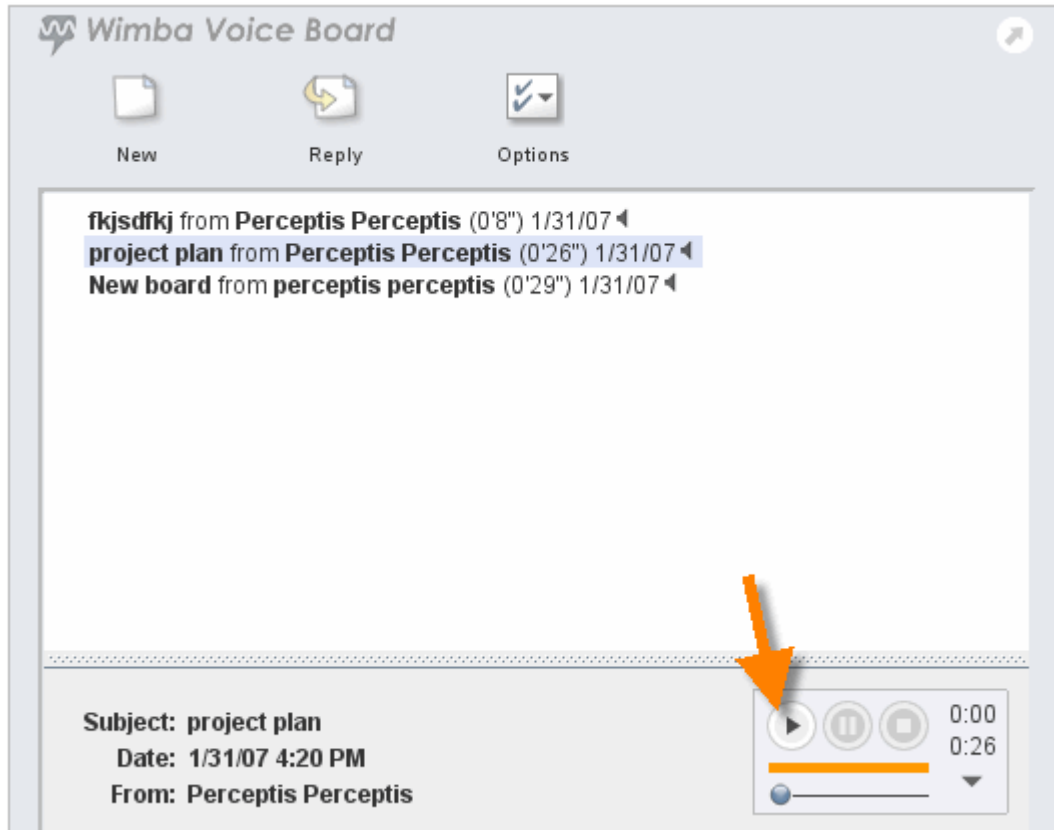 Wimba Voice Board
New Reply Options
fkjsdfkj from Perceptis Perceptis (0'8") 1/31/07
project plan from Perceptis Perceptis (0'26") 1/31/07
New board from perceptis perceptis (0'29") 1/31/07
Subject: project plan
Date: 1/31/07 4:20 PM
From: Perceptis Perceptis
0:00
0:26